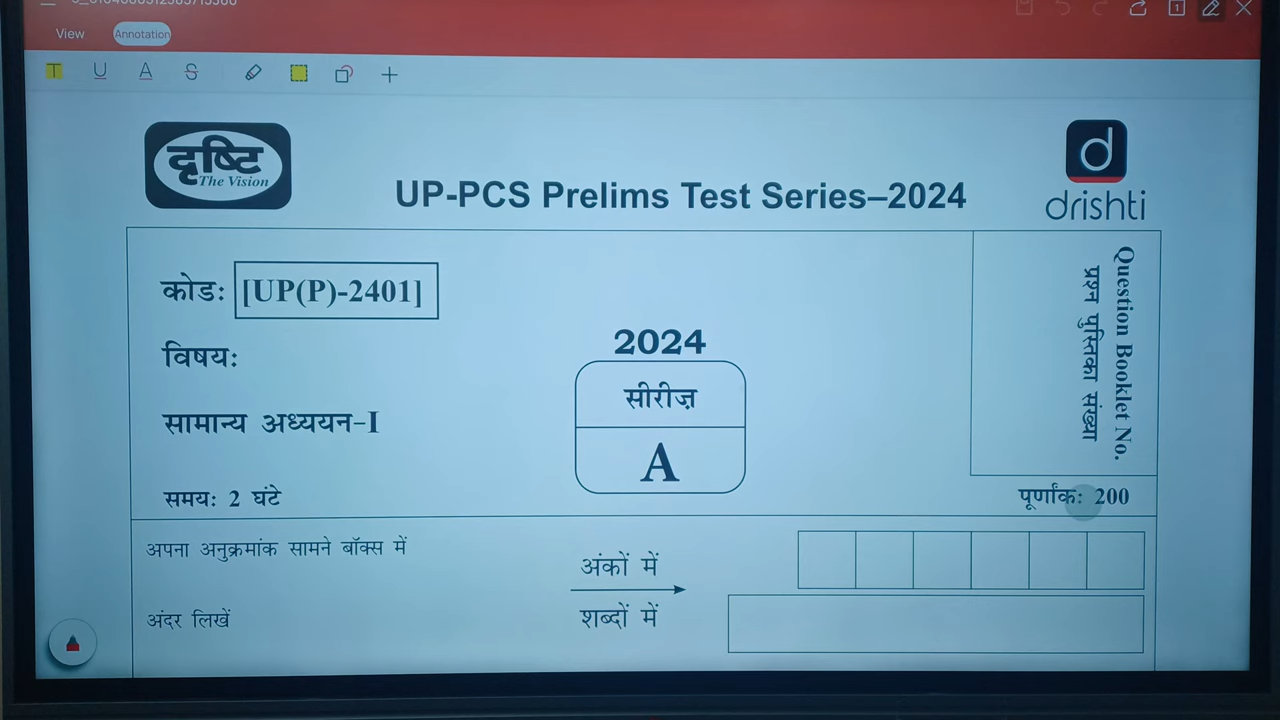 View
Annotation
T U A S
दृष्टि
The Vision
UP-PCS Prelims Test Series–2024
d
drishti
कोडः [UP(P)-2401]
विषयः
सामान्य अध्ययन-I
समयः 2 घंटे
2024
सीरीज़
A
Question Booklet No.
प्रश्न पुस्तिका संख्या
पूर्णांकः 200
अपना अनुक्रमांक सामने बॉक्स में
अंदर लिखें
अंकों में
शब्दों में